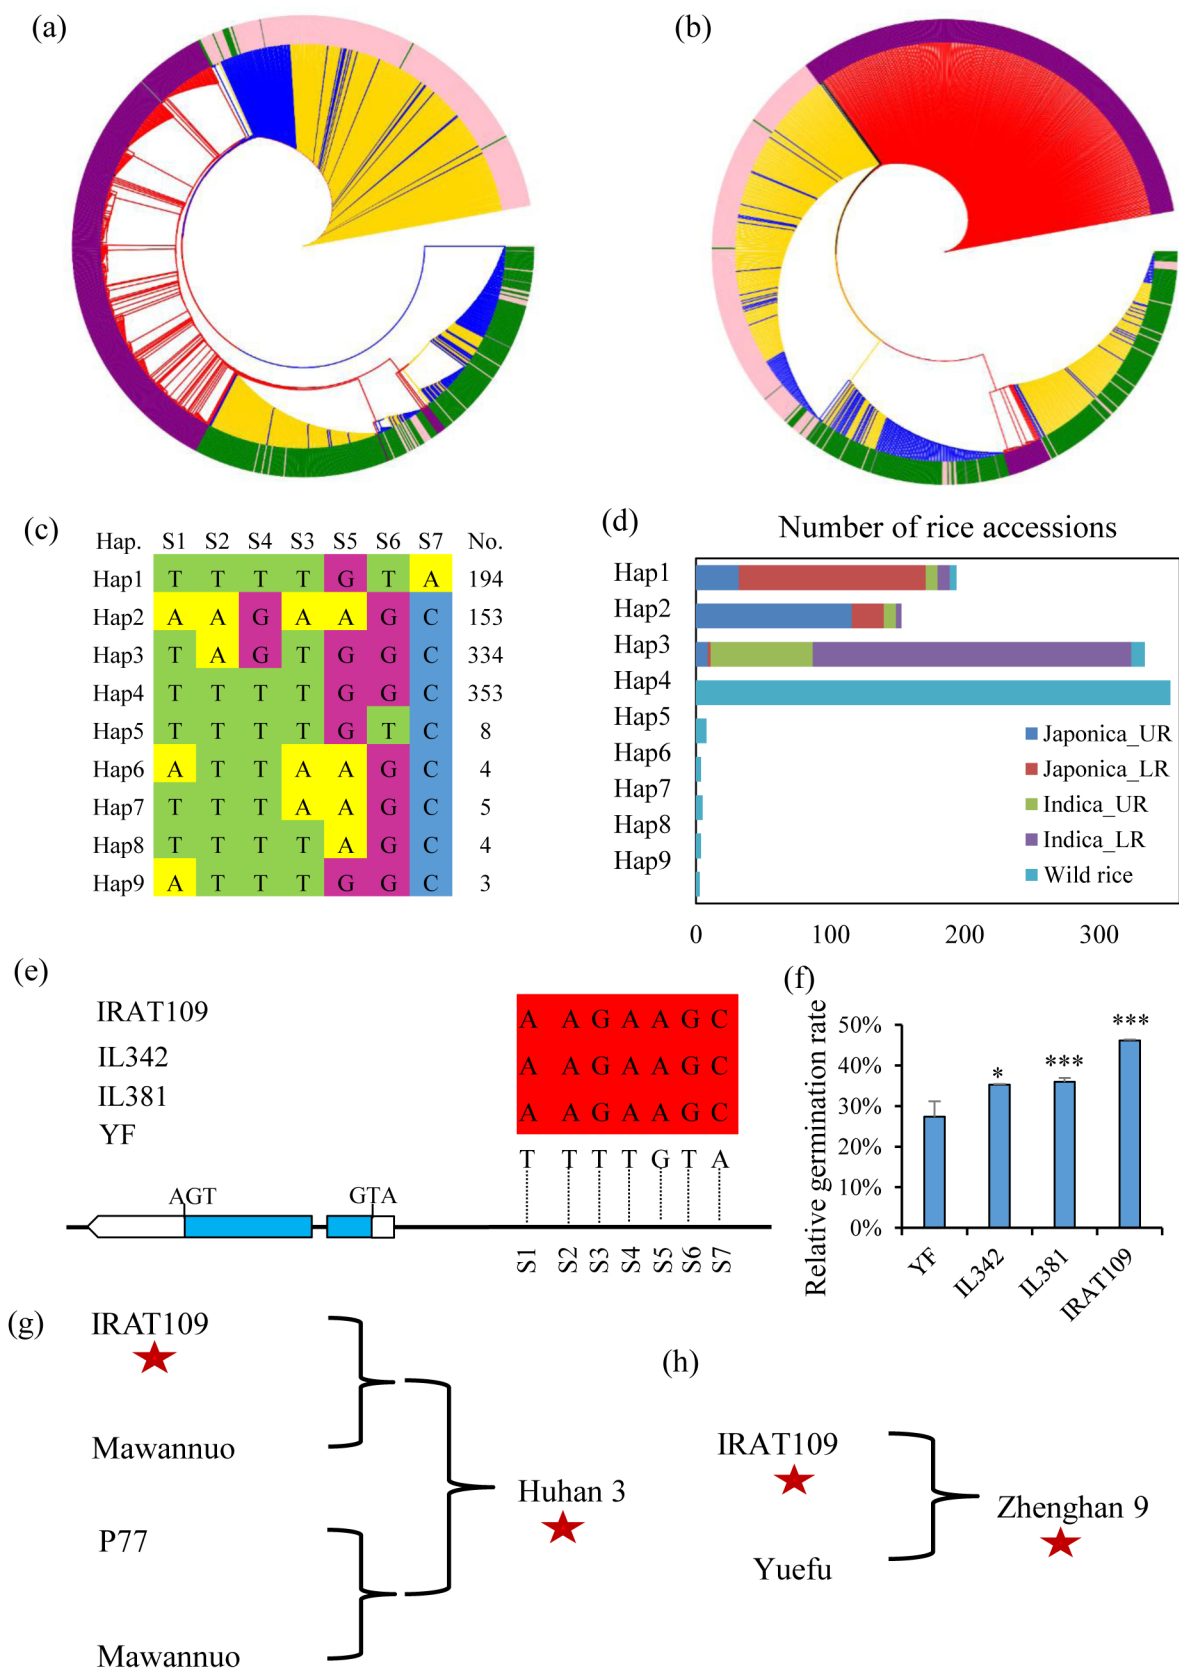 (a)
(b)
(c)
Hap. S1 S2 S4 S3 S5 S6 S7 No.
Hap1 T T T T G T A 194
Hap2 A A G A A G C 153
Hap3 T A G T G G C 334
Hap4 T T T T G G C 353
Hap5 T T T T G T C 8
Hap6 A T T A A G C 4
Hap7 T T T A A G C 5
Hap8 T T T T A G C 4
Hap9 A T T T G G C 3
(d)
Number of rice accessions
Hap1
Hap2
Hap3
Hap4
Hap5
Hap6
Hap7
Hap8
Hap9
Japonica_UR
Japonica_LR
Indica_UR
Indica_LR
Wild rice
0 100 200 300
(e)
IRAT109 A A G A A G C
IL342 A A G A A G C
IL381 A A G A A G C
YF T T T T G T A
AGT GTA
S1 S2 S3 S4 S5 S6 S7
(f)
Relative germination rate
50%
40%
30%
20%
10%
0%
* *** ***
YF IL342 IL381 IRAT109
(g)
IRAT109
Mawannuo
P77
Mawannuo
Huhan 3
(h)
IRAT109
Yuefu
Zhenghan 9